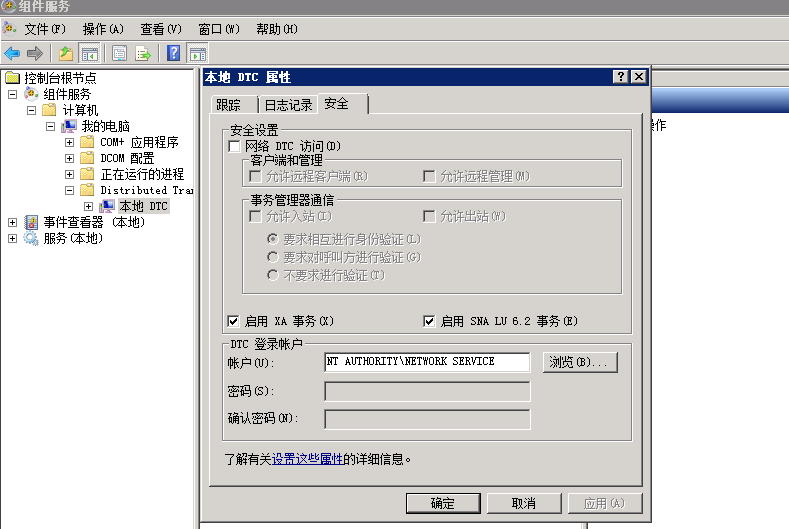 组件服务
文件(F) 操作(A) 查看(V) 窗口(W) 帮助(H)
控制台根节点
组件服务
计算机
我的电脑
COM+ 应用程序
DCOM 配置
正在运行的进程
Distributed Tra
本地 DTC
事件查看器 (本地)
服务(本地)
操作
本地 DTC 属性
跟踪 日志记录 安全
安全设置
网络 DTC 访问(D)
客户端和管理
允许远程客户端(R) 允许远程管理(M)
事务管理器通信
允许入站(I) 允许出站(W)
要求相互进行身份验证(L)
要求对呼叫方进行验证(G)
不要求进行验证(T)
启用 XA 事务(X) 启用 SNA LU 6.2 事务(E)
DTC 登录帐户
帐户(U): NT AUTHORITY\NETWORK SERVICE 浏览(B)...
密码(S):
确认密码(N):
了解有关设置这些属性的详细信息。
确定 取消 应用(A)